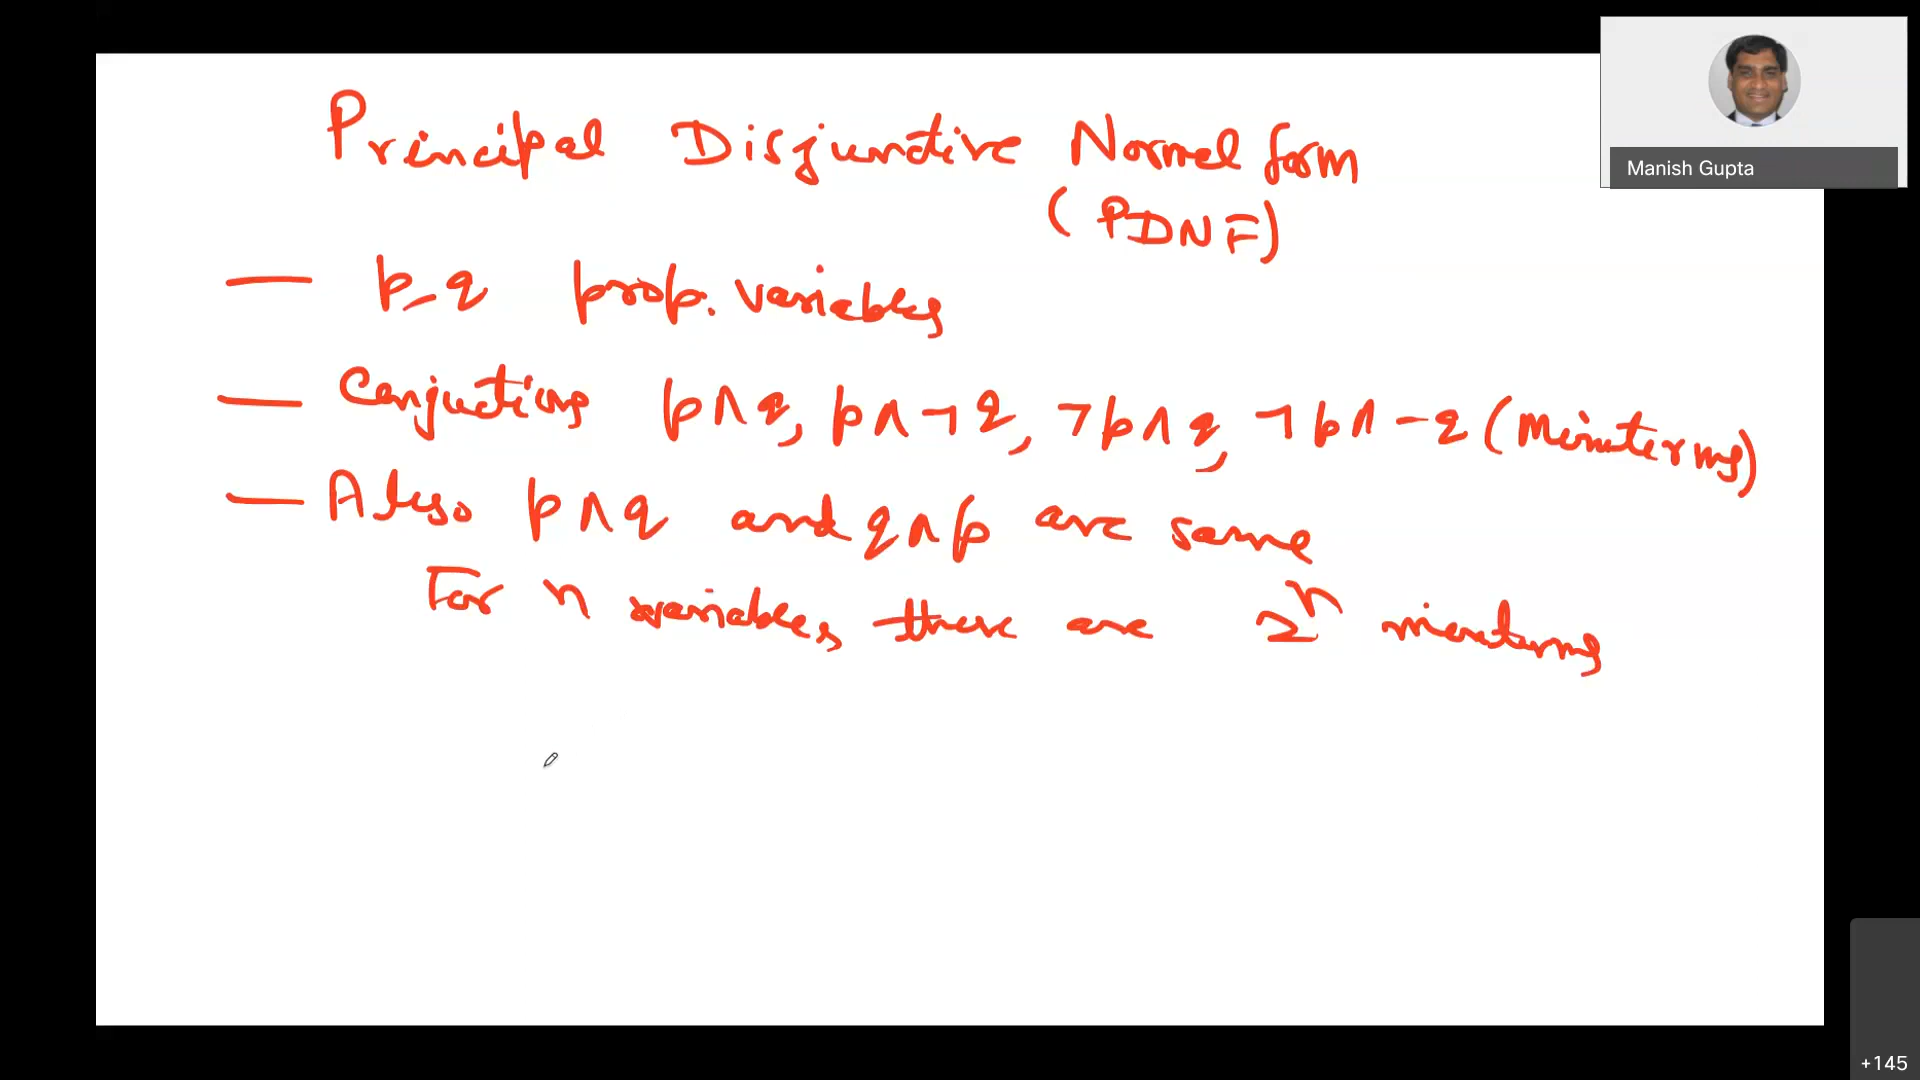 Principal Disjunctive Normal form
(PDNF)
Manish Gupta
— p, q prop. variables
— Conjuctions p∧q, p∧¬q, ¬p∧q, ¬p∧¬q (Minterms)
— Also p∧q and q∧p are same
For n variables there are 2ⁿ minterms
+145